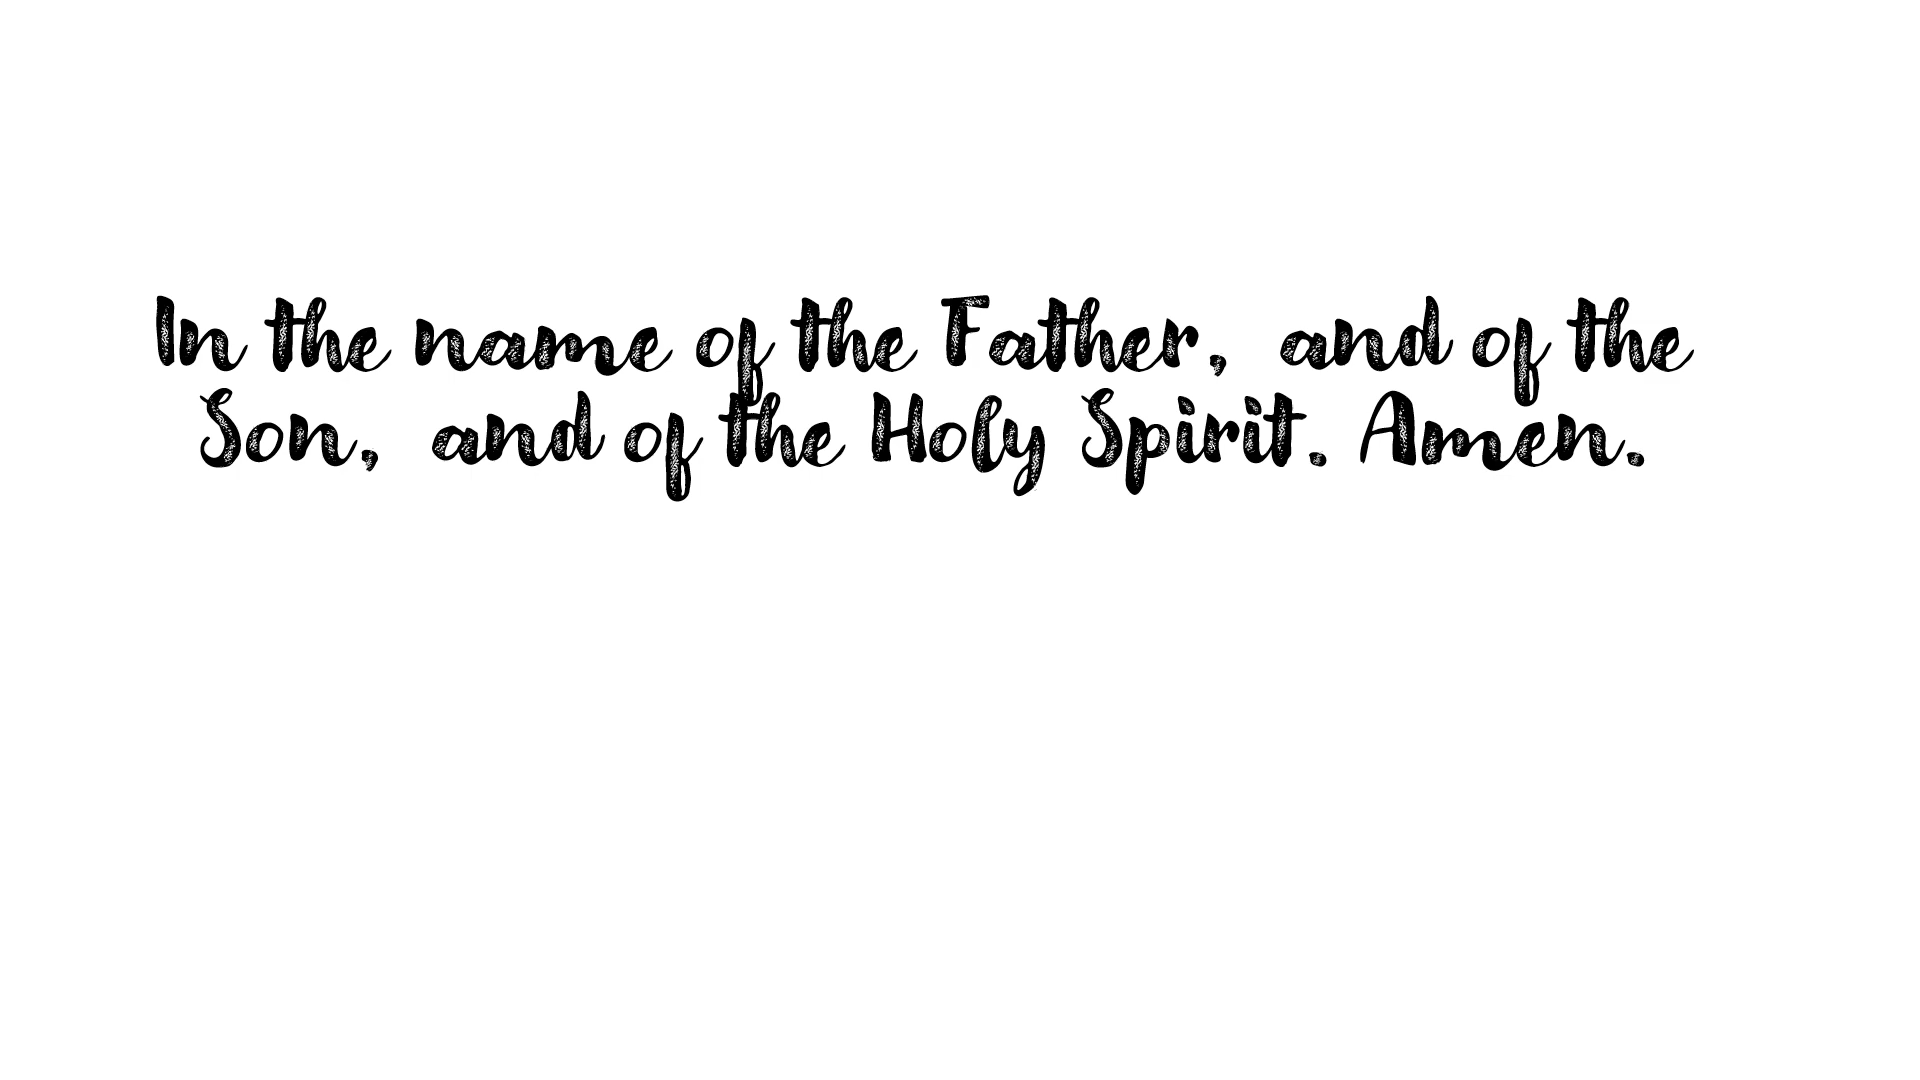 In the name of the Father, and of the
Son, and of the Holy Spirit. Amen.